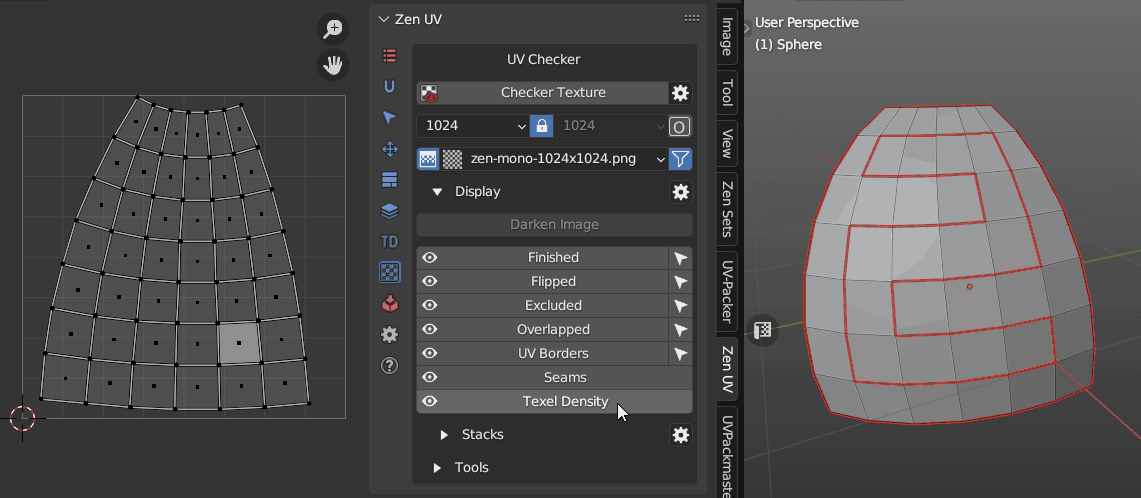 Zen UV
UV Checker
Checker Texture
1024
1024
O
zen-mono-1024x1024.png
Display
Darken Image
Finished
Flipped
Excluded
Overlapped
UV Borders
Seams
Texel Density
Stacks
Tools
TD
Image
Tool
View
Zen Sets
UV-Packer
Zen UV
UVPackmaste
User Perspective
(1) Sphere